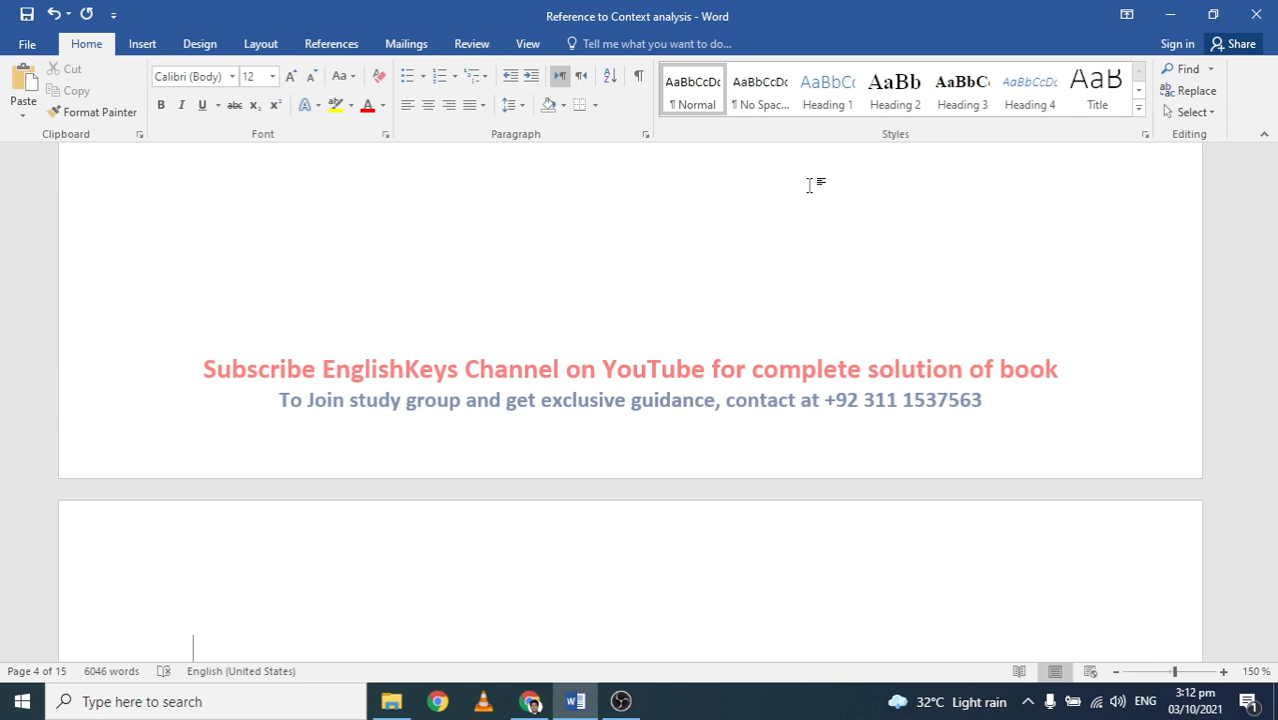 Reference to Context analysis - Word
File Home Insert Design Layout References Mailings Review View Tell me what you want to do... Sign in Share
Paste
Cut
Copy
Format Painter
Clipboard
Calibri (Body) 12
Font
Paragraph
AaBbCcDc AaBbCcDc AaBbCc AaBb AaBbC AaBbCcDc AaB
¶ Normal ¶ No Spac... Heading 1 Heading 2 Heading 3 Heading 4 Title
Styles
Find
Replace
Select
Editing
Subscribe EnglishKeys Channel on YouTube for complete solution of book
To Join study group and get exclusive guidance, contact at +92 311 1537563
Page 4 of 15 6046 words English (United States) 150 %
Type here to search
32°C Light rain ENG
3:12 pm
03/10/2021